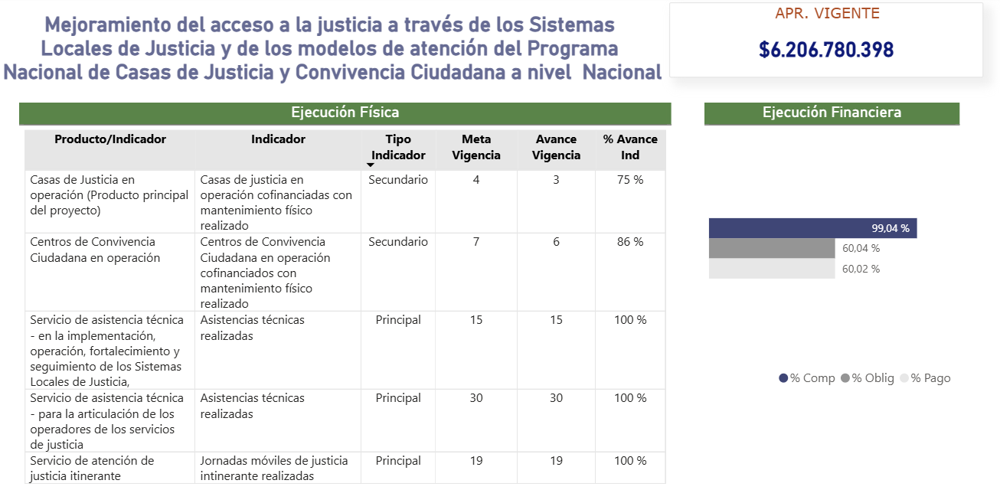 Mejoramiento del acceso a la justicia a través de los Sistemas
Locales de Justicia y de los modelos de atención del Programa
Nacional de Casas de Justicia y Convivencia Ciudadana a nivel Nacional
APR. VIGENTE
$6.206.780.398
Ejecución Física
Producto/Indicador
Indicador
Tipo
Indicador
Meta
Vigencia
Avance
Vigencia
% Avance
Ind
Casas de Justicia en
operación (Producto principal
del proyecto)
Casas de justicia en
operación cofinanciadas con
mantenimiento físico
realizado
Secundario
4
3
75 %
Centros de Convivencia
Ciudadana en operación
Centros de Convivencia
Ciudadana en operación
cofinanciados con
mantenimiento físico
realizado
Secundario
7
6
86 %
Servicio de asistencia técnica
- en la implementación,
operación, fortalecimiento y
seguimiento de los Sistemas
Locales de Justicia,
Asistencias técnicas
realizadas
Principal
15
15
100 %
Servicio de asistencia técnica
- para la articulación de los
operadores de los servicios
de justicia
Asistencias técnicas
realizadas
Principal
30
30
100 %
Servicio de atención de
justicia itinerante
Jornadas móviles de justicia
intinerante realizadas
Principal
19
19
100 %
Ejecución Financiera
99,04 %
60,04 %
60,02 %
% Comp % Oblig % Pago